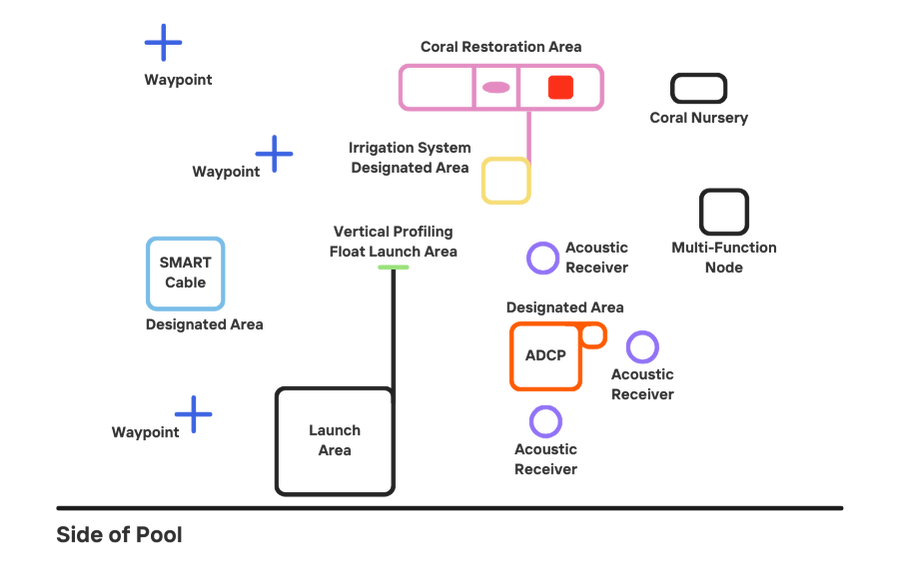 Coral Restoration Area
Waypoint
Coral Nursery
Irrigation System
Designated Area
Waypoint
Vertical Profiling
Float Launch Area
Acoustic
Receiver
Multi-Function
Node
SMART
Cable
Designated Area
Designated Area
ADCP
Acoustic
Receiver
Waypoint
Launch
Area
Acoustic
Receiver
Side of Pool